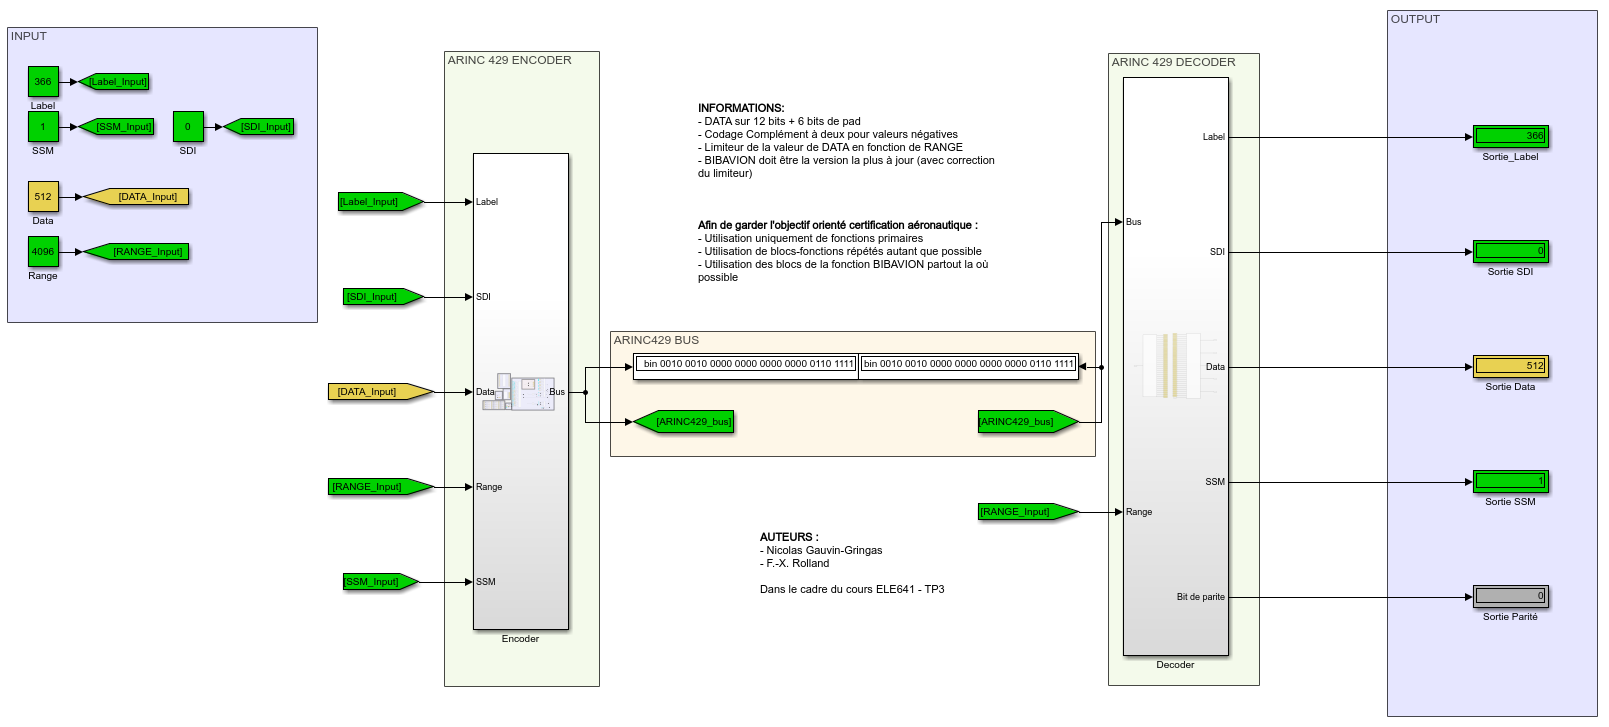 INPUT
366
[Label_Input]
Label
1
[SSM_Input]
SSM
0
[SDI_Input]
SDI
512
[DATA_Input]
Data
4096
[RANGE_Input]
Range
[Label_Input]
[SDI_Input]
[DATA_Input]
[RANGE_Input]
[SSM_Input]
ARINC 429 ENCODER
Label
SDI
Data
Bus
Range
SSM
Encoder
INFORMATIONS:
- DATA sur 12 bits + 6 bits de pad
- Codage Complément à deux pour valeurs négatives
- Limiteur de la valeur de DATA en fonction de RANGE
- BIBAVION doit être la version la plus à jour (avec correction
du limiteur)
Afin de garder l'objectif orienté certification aéronautique :
- Utilisation uniquement de fonctions primaires
- Utilisation de blocs-fonctions répétés autant que possible
- Utilisation des blocs de la fonction BIBAVION partout la où
possible
ARINC429 BUS
bin 0010 0010 0000 0000 0000 0000 0110 1111
bin 0010 0010 0000 0000 0000 0000 0110 1111
[ARINC429_bus]
[ARINC429_bus]
[RANGE_Input]
AUTEURS :
- Nicolas Gauvin-Gringas
- F.-X. Rolland
Dans le cadre du cours ELE641 - TP3
ARINC 429 DECODER
Label
Bus
SDI
Data
SSM
Range
Bit de parite
Decoder
OUTPUT
366
Sortie_Label
0
Sortie SDI
512
Sortie Data
1
Sortie SSM
0
Sortie Parité